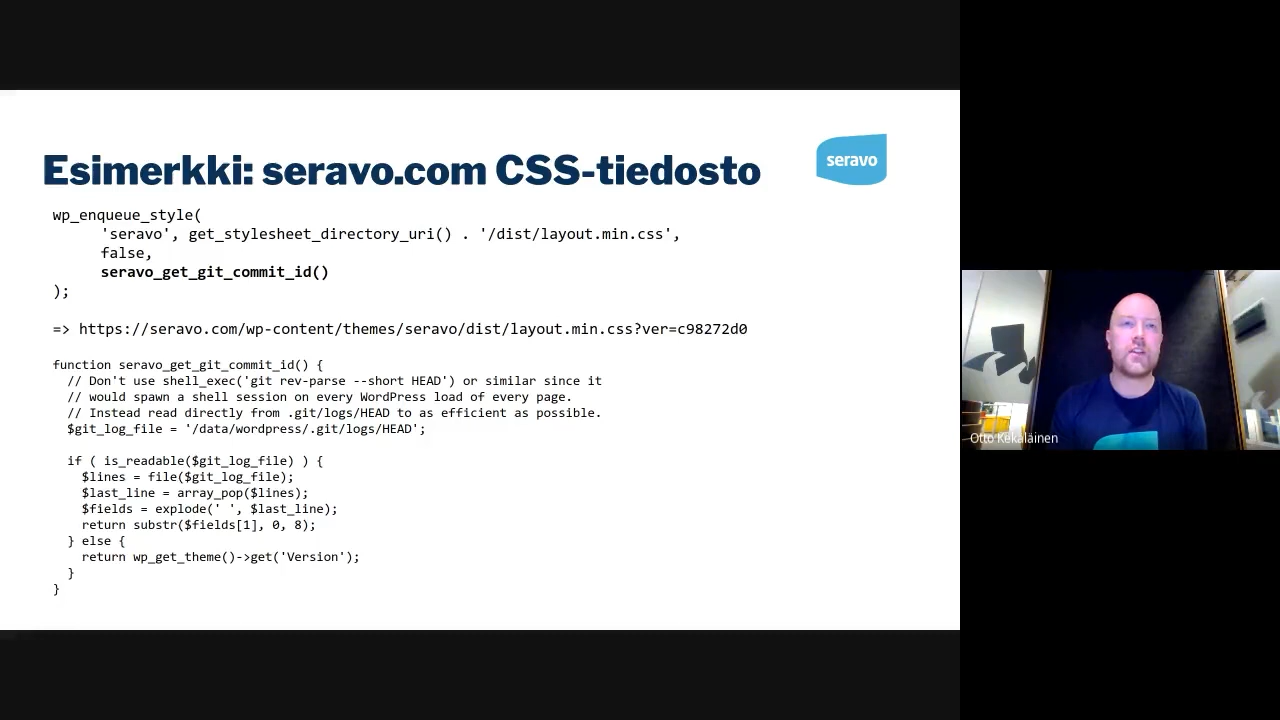 Esimerkki: seravo.com CSS-tiedosto
seravo
wp_enqueue_style(
'seravo', get_stylesheet_directory_uri() . '/dist/layout.min.css',
false,
seravo_get_git_commit_id()
);
=> https://seravo.com/wp-content/themes/seravo/dist/layout.min.css?ver=c98272d0
function seravo_get_git_commit_id() {
// Don't use shell_exec('git rev-parse --short HEAD') or similar since it
// would spawn a shell session on every WordPress load of every page.
// Instead read directly from .git/logs/HEAD to as efficient as possible.
$git_log_file = '/data/wordpress/.git/logs/HEAD';
if ( is_readable($git_log_file) ) {
$lines = file($git_log_file);
$last_line = array_pop($lines);
$fields = explode(' ', $last_line);
return substr($fields[1], 0, 8);
} else {
return wp_get_theme()->get('Version');
}
}
Otto Kekäläinen